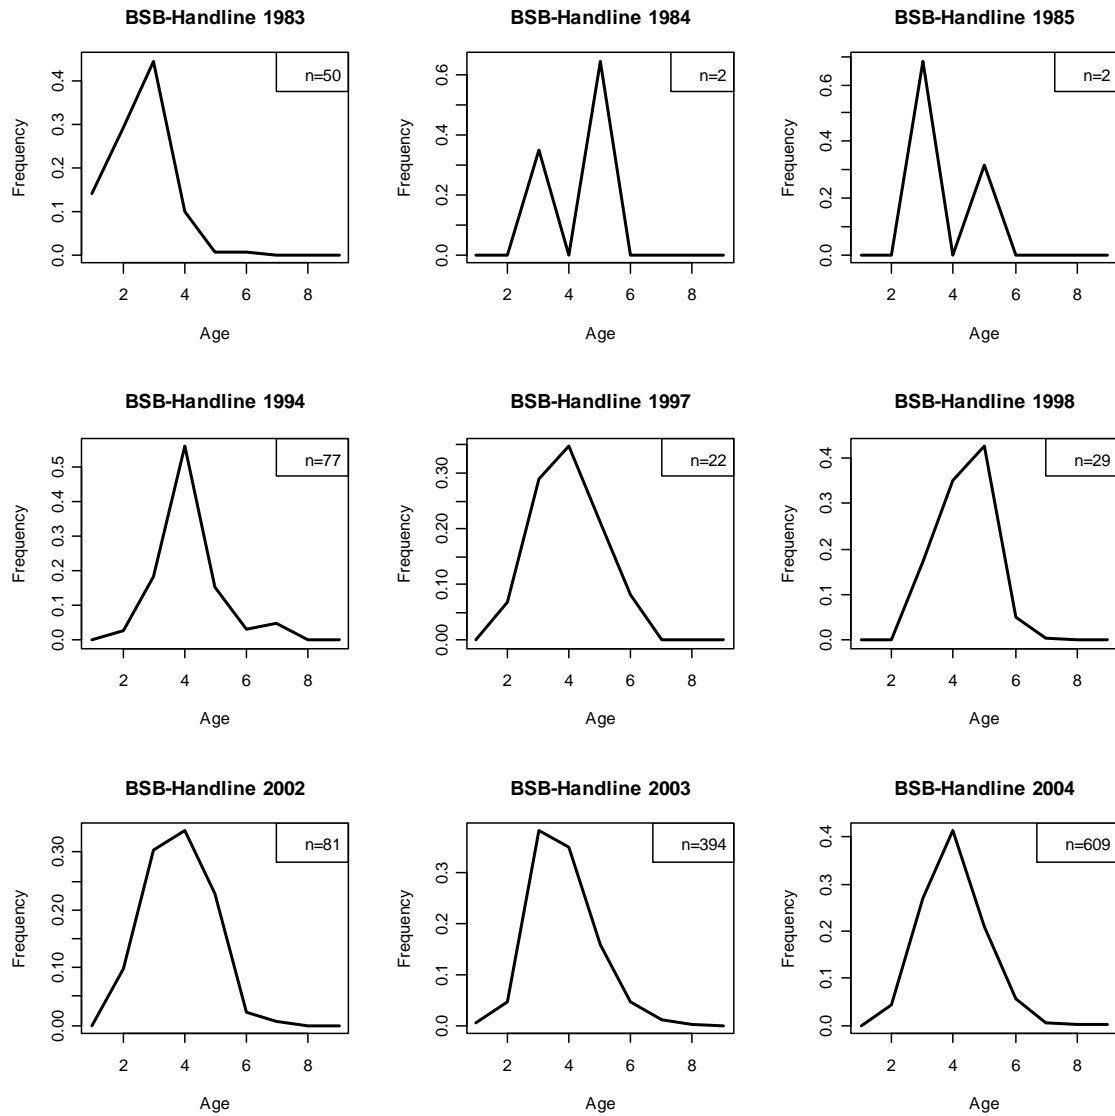 BSB-Handline 1983
n=50
Frequency
0.0 0.1 0.2 0.3 0.4
2 4 6 8
Age
BSB-Handline 1984
n=2
Frequency
0.0 0.2 0.4 0.6
2 4 6 8
Age
BSB-Handline 1985
n=2
Frequency
0.0 0.2 0.4 0.6
2 4 6 8
Age
BSB-Handline 1994
n=77
Frequency
0.0 0.1 0.2 0.3 0.4 0.5
2 4 6 8
Age
BSB-Handline 1997
n=22
Frequency
0.00 0.10 0.20 0.30
2 4 6 8
Age
BSB-Handline 1998
n=29
Frequency
0.0 0.1 0.2 0.3 0.4
2 4 6 8
Age
BSB-Handline 2002
n=81
Frequency
0.00 0.10 0.20 0.30
2 4 6 8
Age
BSB-Handline 2003
n=394
Frequency
0.0 0.1 0.2 0.3
2 4 6 8
Age
BSB-Handline 2004
n=609
Frequency
0.0 0.1 0.2 0.3 0.4
2 4 6 8
Age